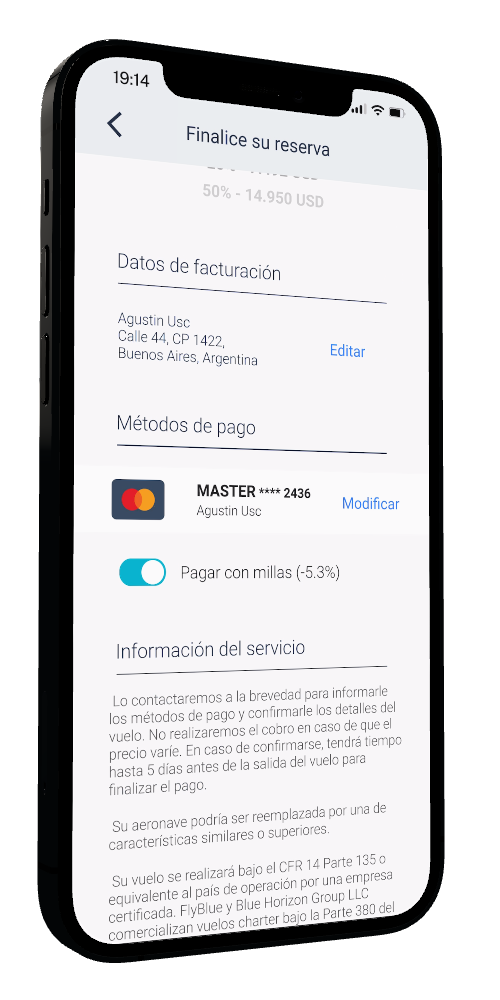 19:14
Finalice su reserva
50% - 14.950 USD
Datos de facturación
Agustin Usc
Calle 44, CP 1422,
Buenos Aires, Argentina
Editar
Métodos de pago
MASTER **** 2436
Agustin Usc
Modificar
Pagar con millas (-5.3%)
Información del servicio
Lo contactaremos a la brevedad para informarle
los métodos de pago y confirmarle los detalles del
vuelo. No realizaremos el cobro en caso de que el
precio varíe. En caso de confirmarse, tendrá tiempo
hasta 5 días antes de la salida del vuelo para
finalizar el pago.
Su aeronave podría ser reemplazada por una de
características similares o superiores.
Su vuelo se realizará bajo el CFR 14 Parte 135 o
equivalente al país de operación por una empresa
certificada. FlyBlue y Blue Horizon Group LLC
comercializan vuelos charter bajo la Parte 380 del